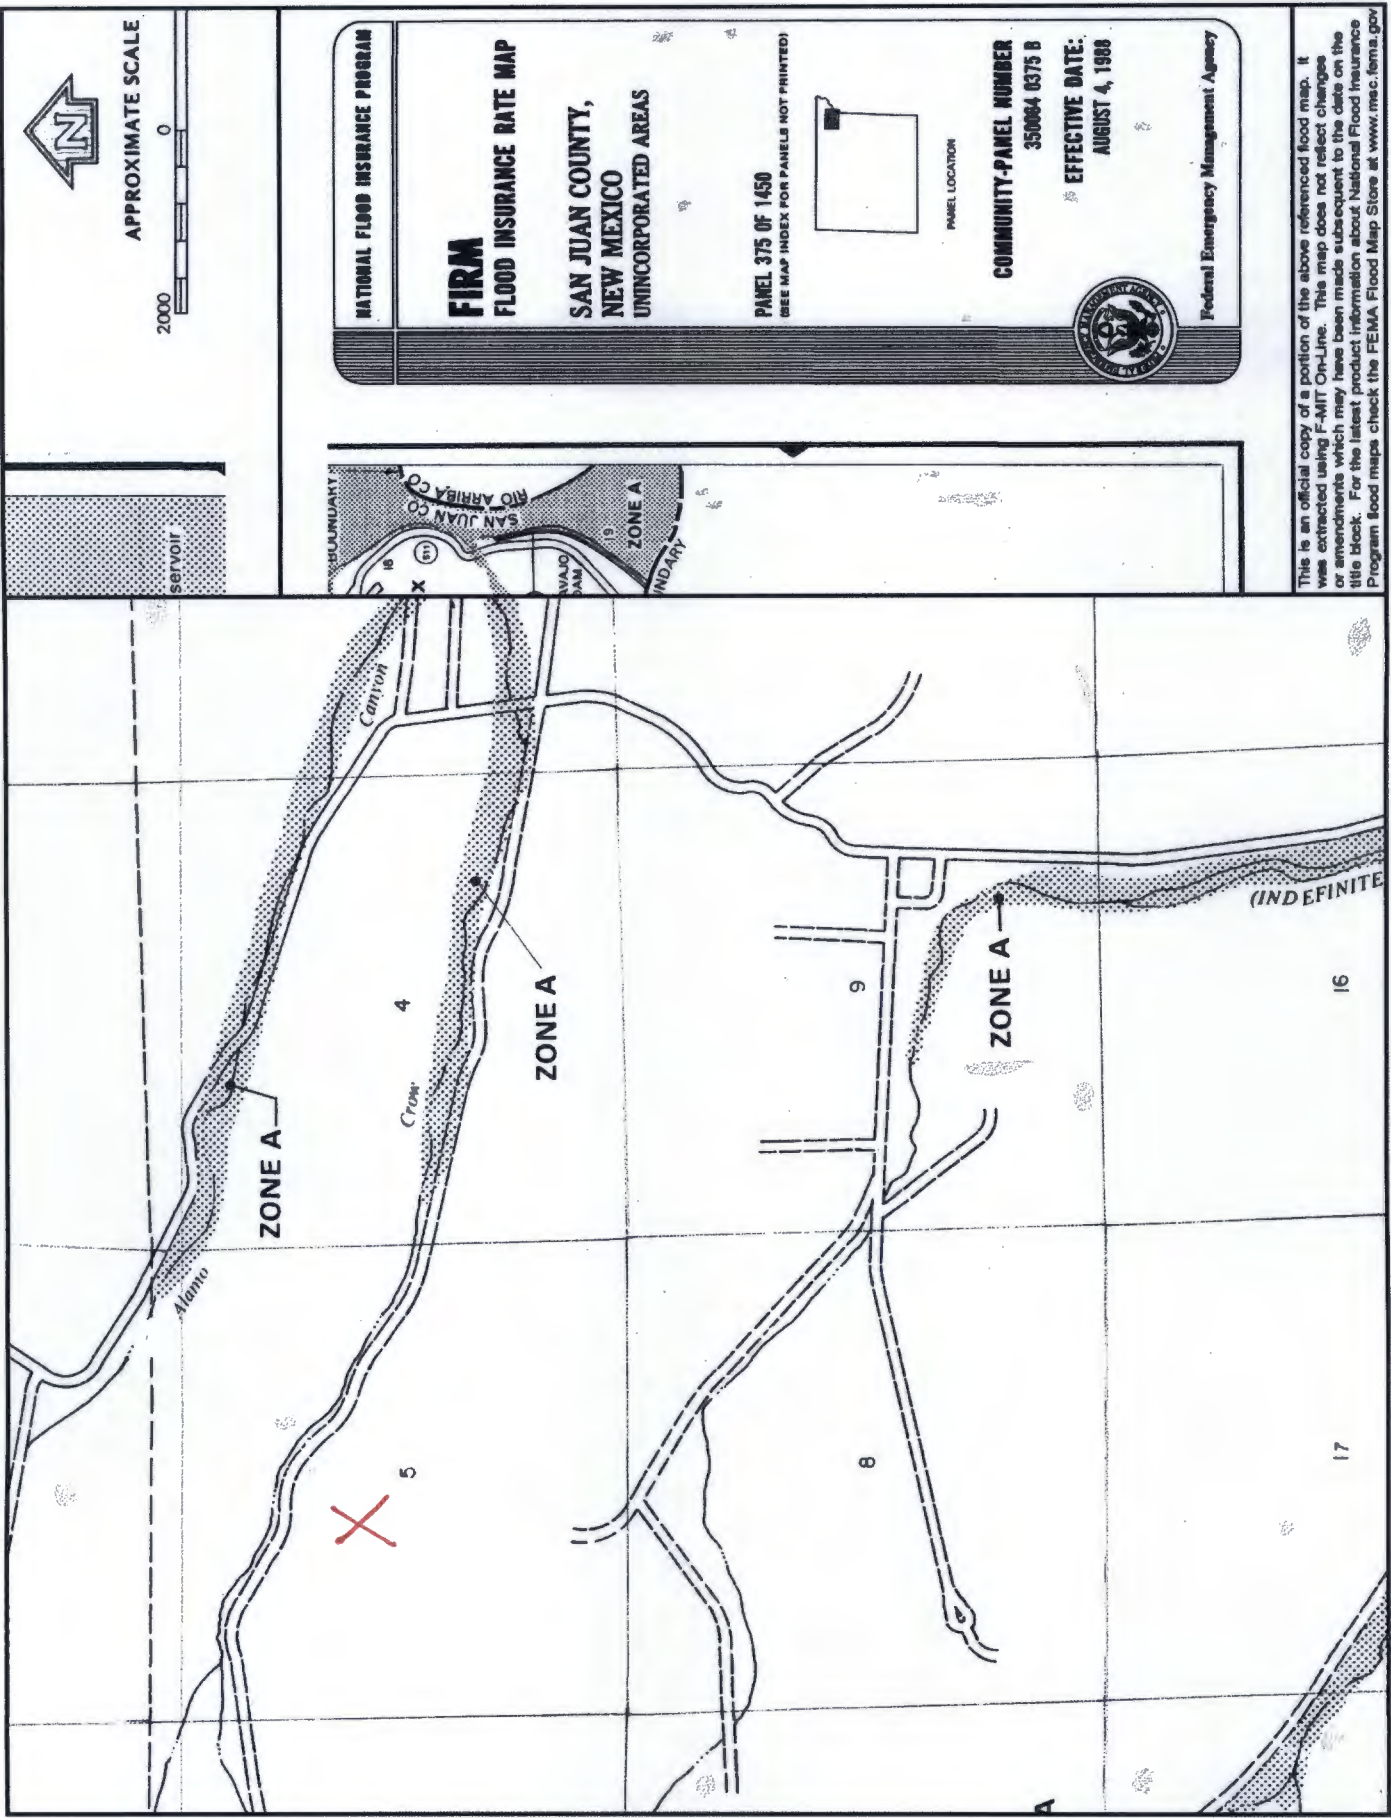 APPROXIMATE SCALE
2000 0
N
NATIONAL FLOOD INSURANCE PROGRAM
FIRM
FLOOD INSURANCE RATE MAP
SAN JUAN COUNTY,
NEW MEXICO
UNINCORPORATED AREAS
PANEL 375 OF 1450
(SEE MAP INDEX FOR PANELS NOT PRINTED)
PANEL LOCATION
COMMUNITY-PANEL NUMBER
350064 0375 B
EFFECTIVE DATE:
AUGUST 4, 1988
Federal Emergency Management Agency
This is an official copy of a portion of the above referenced flood map. It
was extracted using F-MIT On-Line. This map does not reflect changes
or amendments which may have been made subsequent to the date on the
title block. For the latest product information about National Flood Insurance
Program flood maps check the FEMA Flood Map Store at www.msc.fema.gov
servoir
BOUNDARY
RIO ARRIBA CO
SAN JUAN CO
18
511
X
19
ZONE A
AVAJO
DAM
NDARY
Canyon
4
Crow
ZONE A
ZONE A
Alamo
5
9
ZONE A
(INDEFINITE
16
8
17
A